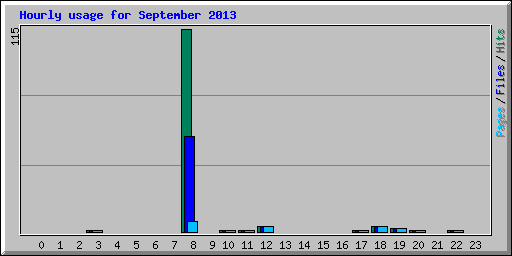 Hourly usage for September 2013
115
Pages/Files/Hits
0 1 2 3 4 5 6 7 8 9 10 11 12 13 14 15 16 17 18 19 20 21 22 23